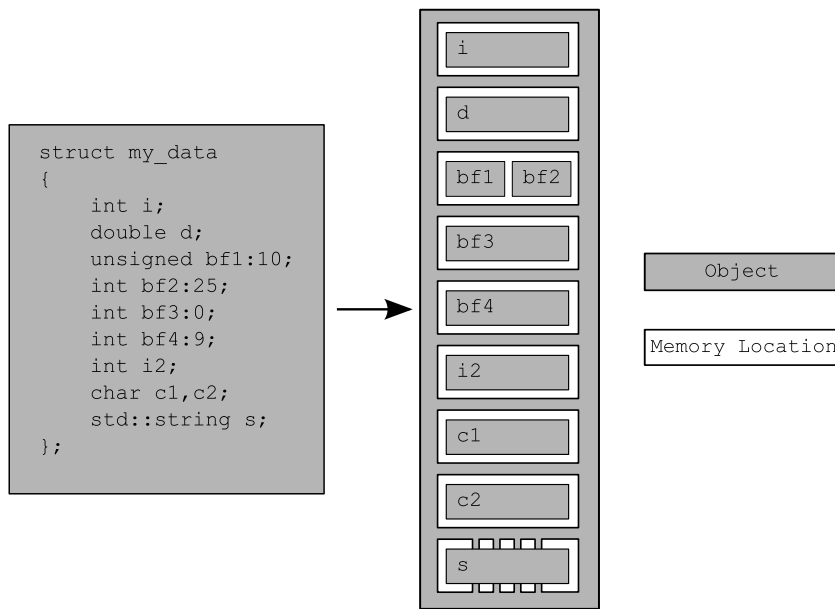 struct my_data
{
int i;
double d;
unsigned bf1:10;
int bf2:25;
int bf3:0;
int bf4:9;
int i2;
char c1,c2;
std::string s;
};
i
d
bf1 bf2
bf3
bf4
i2
c1
c2
s
Object
Memory Location